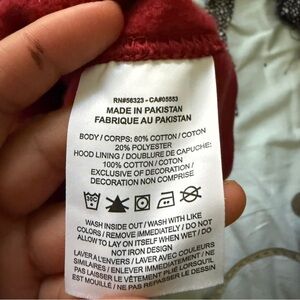 RN#56323 - CA#05553
MADE IN PAKISTAN
FABRIQUE AU PAKISTAN
BODY / CORPS: 80% COTTON / COTON
20% POLYESTER
HOOD LINING / DOUBLURE DE CAPUCHE:
100% COTTON / COTON
EXCLUSIVE OF DECORATION /
DECORATION NON COMPRISE
WASH INSIDE OUT / WASH WITH LIKE
COLORS / REMOVE IMMEDIATELY / DO NOT
ALLOW TO LAY ON ITSELF WHEN WET / DO
NOT IRON DESIGN
LAVER A L'ENVERS / LAVER AVEC COULEURS
SIMILAIRES / ENLEVER IMMEDIATEMENT / NE
PAS LAISSER LE VÊTEMENT PLIE LORSQU'IL
EST MOUILLE / NE PAS REPASSER LE DESSIN